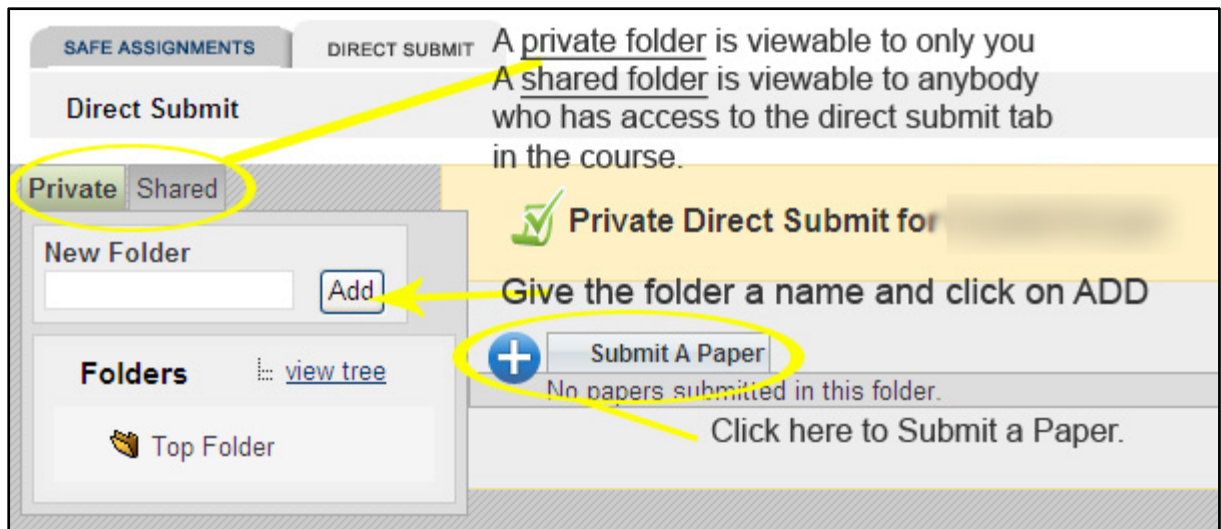 SAFE ASSIGNMENTS
DIRECT SUBMIT
A private folder is viewable to only you
A shared folder is viewable to anybody
who has access to the direct submit tab
in the course.
Direct Submit
Private Shared
Private Direct Submit for
New Folder
Add
Give the folder a name and click on ADD
Submit A Paper
No papers submitted in this folder.
Click here to Submit a Paper.
Folders
view tree
Top Folder